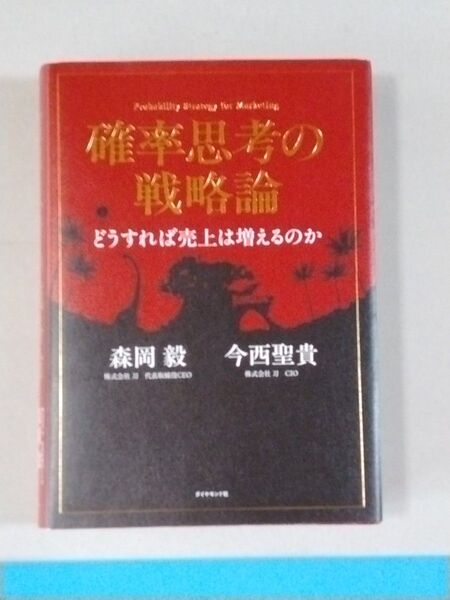 Probability Strategy for Marketing
確率思考の
戦略論
どうすれば売上は増えるのか
森岡 毅 今西聖貴
株式会社 刀 代表取締役CEO 株式会社 刀 CIO
ダイヤモンド社